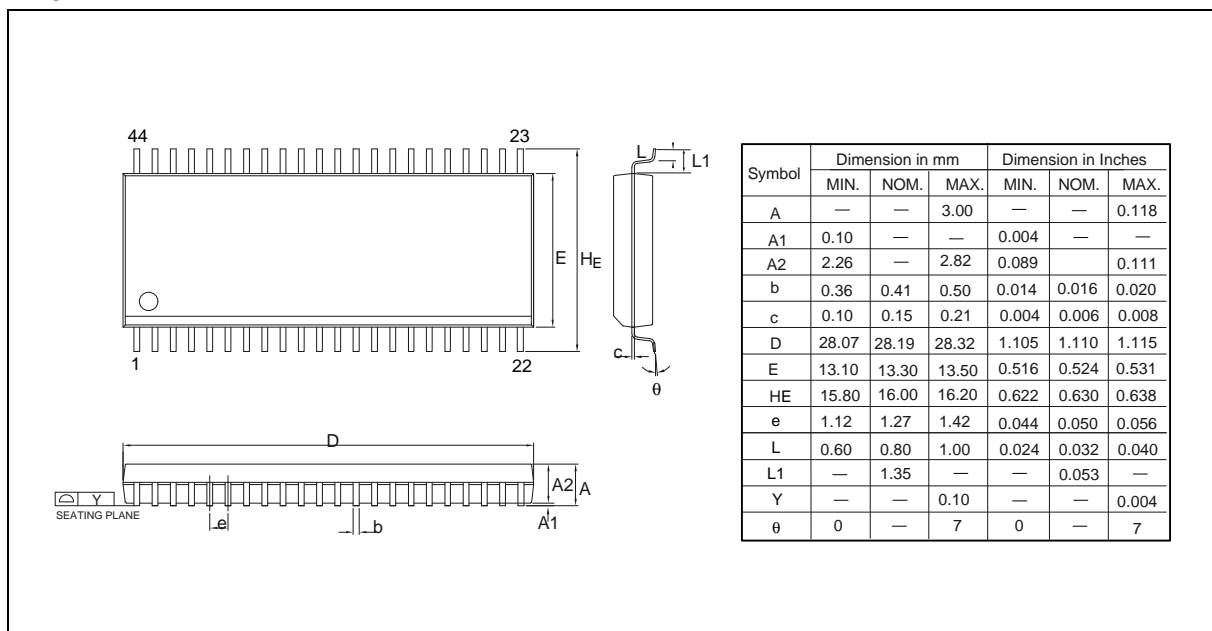 44 23
L
L1
E
HE
1 22
c
θ
D
A2 A
Y
SEATING PLANE
e
b
A1
Symbol Dimension in mm Dimension in Inches
MIN. NOM. MAX. MIN. NOM. MAX.
A — — 3.00 — — 0.118
A1 0.10 — — 0.004 — —
A2 2.26 — 2.82 0.089 0.111
b 0.36 0.41 0.50 0.014 0.016 0.020
c 0.10 0.15 0.21 0.004 0.006 0.008
D 28.07 28.19 28.32 1.105 1.110 1.115
E 13.10 13.30 13.50 0.516 0.524 0.531
HE 15.80 16.00 16.20 0.622 0.630 0.638
e 1.12 1.27 1.42 0.044 0.050 0.056
L 0.60 0.80 1.00 0.024 0.032 0.040
L1 — 1.35 — — 0.053 —
Y — — 0.10 — — 0.004
θ 0 — 7 0 — 7